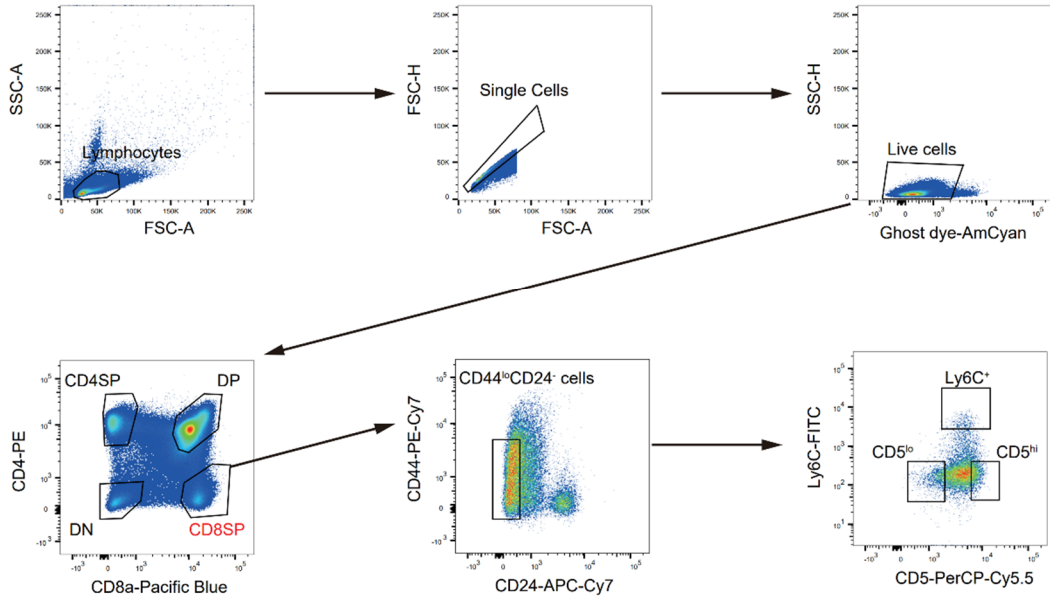 SSC-A
250K
200K
150K
100K
50K
0
Lymphocytes
0 50K 100K 150K 200K 250K
FSC-A
FSC-H
250K
200K
150K
100K
50K
0
Single Cells
0 50K 100K 150K 200K 250K
FSC-A
SSC-H
250K
200K
150K
100K
50K
0
Live cells
-10³ 0 10³ 10⁴ 10⁵
Ghost dye-AmCyan
CD4-PE
10⁵
10⁴
10³
0
-10³
CD4SP DP
DN CD8SP
0 10³ 10⁴ 10⁵
CD8a-Pacific Blue
CD44-PE-Cy7
10⁵
10⁴
10³
0
-10³
CD44ˡᵒCD24⁻ cells
-10³ 0 10³ 10⁴ 10⁵
CD24-APC-Cy7
Ly6C-FITC
10⁵
10⁴
10³
10²
10¹
Ly6C⁺
CD5ˡᵒ CD5ʰⁱ
-10³ 0 10³ 10⁴ 10⁵
CD5-PerCP-Cy5.5